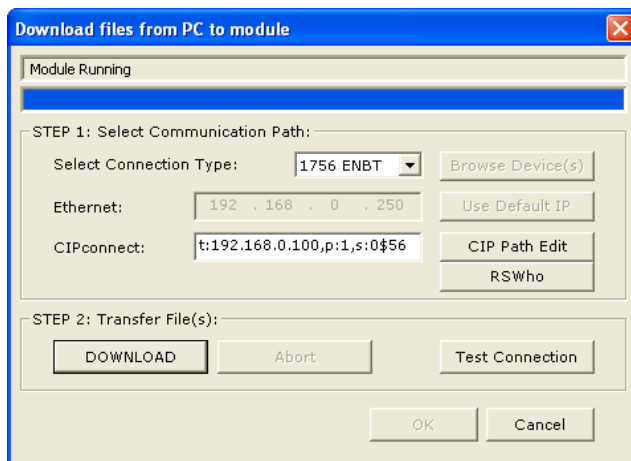 Download files from PC to module
Module Running
STEP 1: Select Communication Path:
Select Connection Type: 1756 ENBT Browse Device(s)
Ethernet: 192 . 168 . 0 . 250 Use Default IP
CIPconnect: t:192.168.0.100,p:1,s:0$56 CIP Path Edit
RSWho
STEP 2: Transfer File(s):
DOWNLOAD Abort Test Connection
OK Cancel